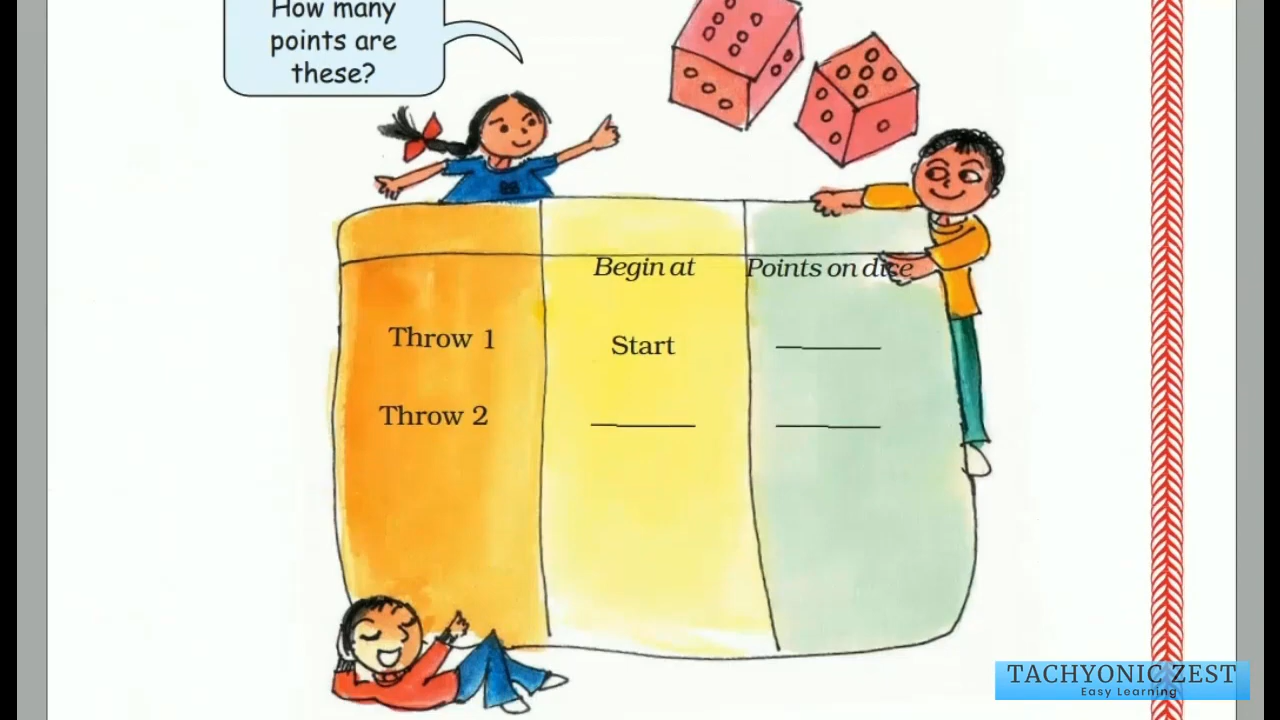 How many
points are
these?
Begin at Points on dice
Throw 1 Start
Throw 2
TACHYONIC ZEST
Easy Learning